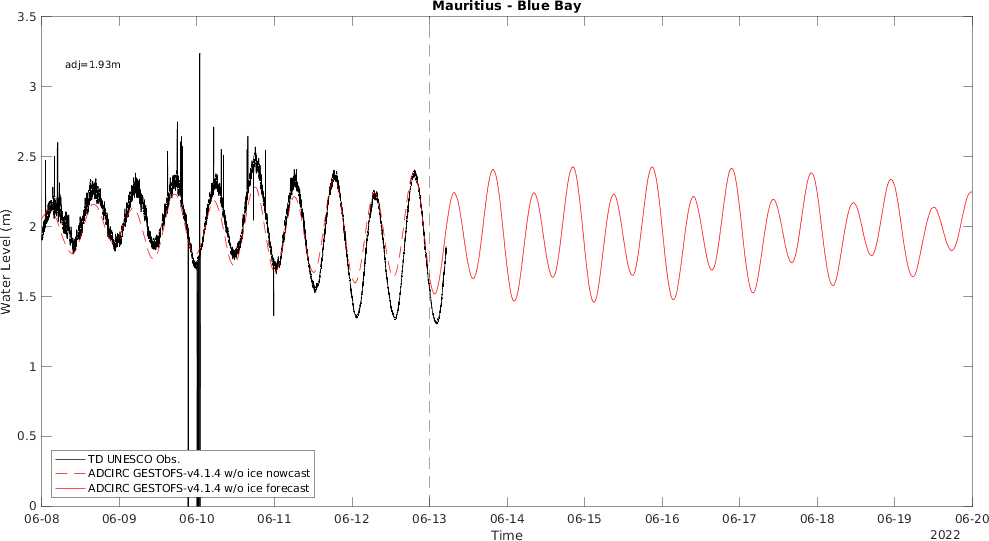 Mauritius - Blue Bay
adj=1.93m
Water Level (m)
3.5
3
2.5
2
1.5
1
0.5
0
TD UNESCO Obs.
ADCIRC GESTOFS-v4.1.4 w/o ice nowcast
ADCIRC GESTOFS-v4.1.4 w/o ice forecast
06-08 06-09 06-10 06-11 06-12 06-13 06-14 06-15 06-16 06-17 06-18 06-19 06-20
Time
2022